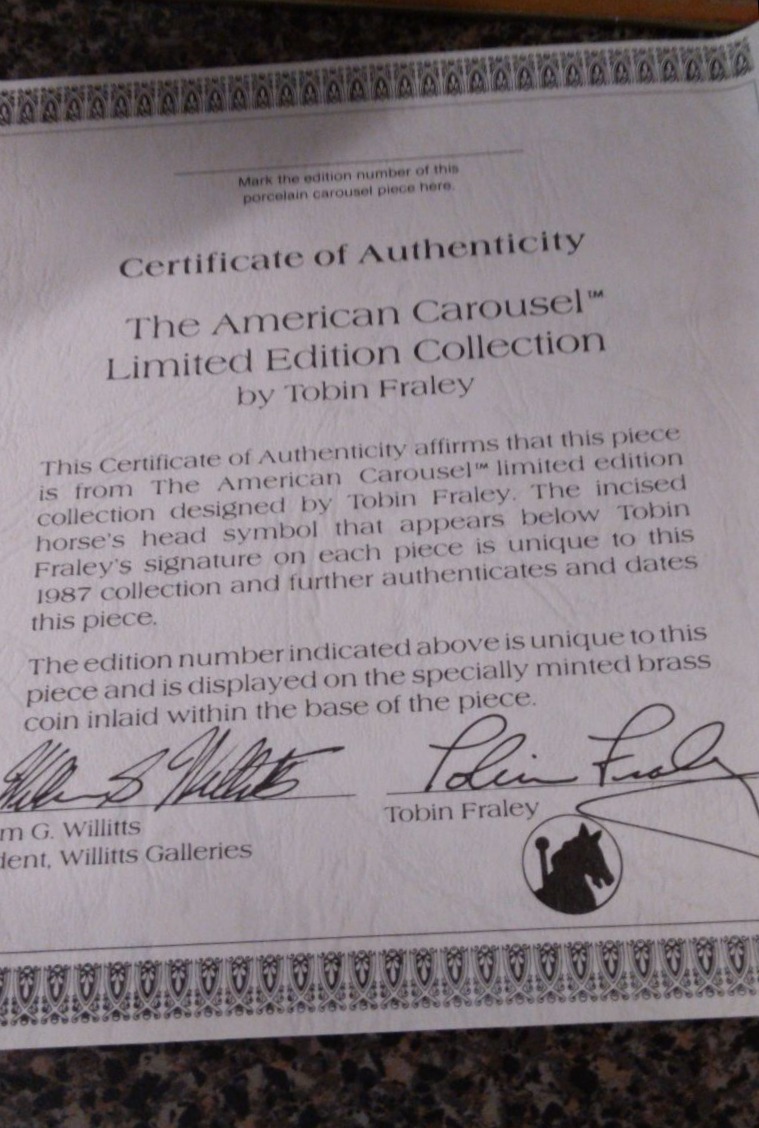 Mark the edition number of this
porcelain carousel piece here.
Certificate of Authenticity
The American Carousel™
Limited Edition Collection
by Tobin Fraley
This Certificate of Authenticity affirms that this piece
is from The American Carousel™ limited edition
collection designed by Tobin Fraley. The incised
horse's head symbol that appears below Tobin
Fraley's signature on each piece is unique to this
1987 collection and further authenticates and dates
this piece.
The edition number indicated above is unique to this
piece and is displayed on the specially minted brass
coin inlaid within the base of the piece.
Tobin Fraley
m G. Willitts
Tobin Fraley
dent, Willitts Galleries